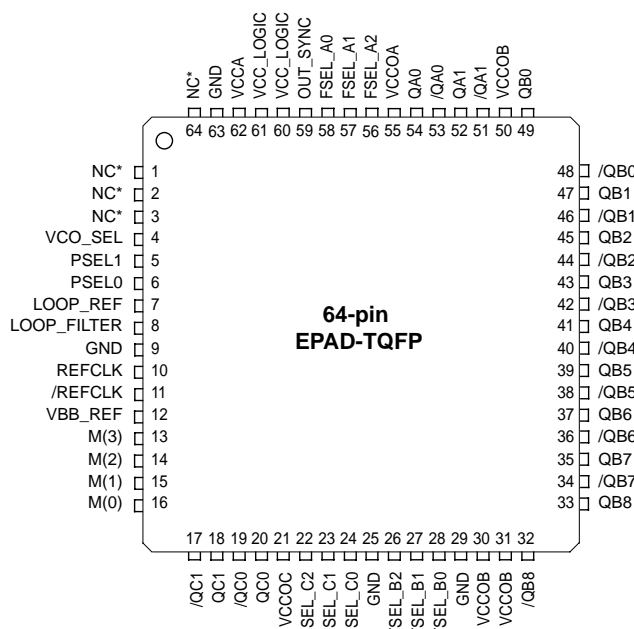 NC*
GND
VCCA
VCC_LOGIC
VCC_LOGIC
OUT_SYNC
FSEL_A0
FSEL_A1
FSEL_A2
VCCOA
QA0
/QA0
QA1
/QA1
VCCOB
QB0
64 63 62 61 60 59 58 57 56 55 54 53 52 51 50 49
NC* 1
NC* 2
NC* 3
VCO_SEL 4
PSEL1 5
PSEL0 6
LOOP_REF 7
LOOP_FILTER 8
GND 9
REFCLK 10
/REFCLK 11
VBB_REF 12
M(3) 13
M(2) 14
M(1) 15
M(0) 16
64-pin
EPAD-TQFP
48 /QB0
47 QB1
46 /QB1
45 QB2
44 /QB2
43 QB3
42 /QB3
41 QB4
40 /QB4
39 QB5
38 /QB5
37 QB6
36 /QB6
35 QB7
34 /QB7
33 QB8
17 18 19 20 21 22 23 24 25 26 27 28 29 30 31 32
/QC1
QC1
/QC0
QC0
VCCOC
SEL_C2
SEL_C1
SEL_C0
GND
SEL_B2
SEL_B1
SEL_B0
GND
VCCOB
VCCOB
/QB8